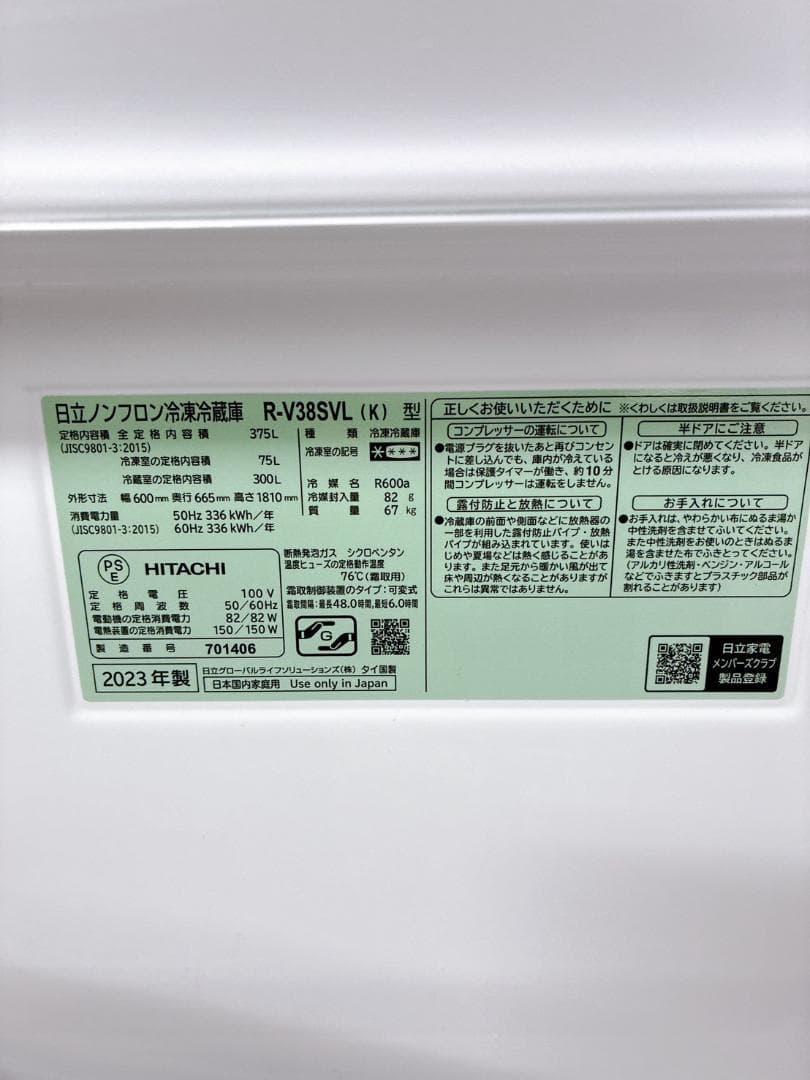 日立ノンフロン冷凍冷蔵庫 R-V38SVL (K) 型
定格内容積 全定格内容積 375L
(JISC9801-3:2015)
冷凍室の定格内容積 75L
冷蔵室の定格内容積 300L
外形寸法 幅600mm 奥行665mm 高さ1810mm
消費電力量 50Hz 336 kWh/年
(JISC9801-3:2015) 60Hz 336 kWh/年
種類 冷凍冷蔵庫
冷凍室の記号 ****
冷媒名 R600a
冷媒封入量 82 g
質量 67 kg
PS
E
HITACHI
定格電圧 100V
定格周波数 50/60Hz
電動機の定格消費電力 82/82W
電熱装置の定格消費電力 150/150W
製造番号 701406
断熱発泡ガス シクロペンタン
温度ヒューズの定格動作温度
76℃(霜取用)
霜取制御装置のタイプ:可変式
霜取間隔:最長48.0時間,最短6.0時間
G
2023年製
日立グローバルライフソリューションズ(株) タイ国製
日本国内家庭用 Use only in Japan
正しくお使いいただくために ※くわしくは取扱説明書をご覧ください。
コンプレッサーの運転について
●電源プラグを抜いたあと再びコンセン
トに差し込んでも、庫内が冷えている
場合は保護タイマーが働き、約10分
間コンプレッサーは運転をしません。
露付防止と放熱について
●冷蔵庫の前面や側面などに放熱器の
一部を利用した露付防止パイプ・放熱
パイプが組み込まれています。使いは
じめや夏場などは熱く感じることがあ
ります。また足元から暖かい風が出て
床や周辺が熱くなることがありますが
これらは異常ではありません。
半ドアにご注意
●ドアは確実に閉めてください。半ドア
になると冷えが悪くなり、冷凍食品が
とける原因になります。
お手入れについて
●お手入れは、やわらかい布にぬるま湯か
中性洗剤を含ませてふいてください。
また中性洗剤をお使いのときはぬるま
湯を含ませた布でふきとってください。
(アルカリ性洗剤・ベンジン・アルコール
などでふきますとプラスチック部品が
割れることがあります)
日立家電
メンバーズクラブ
製品登録